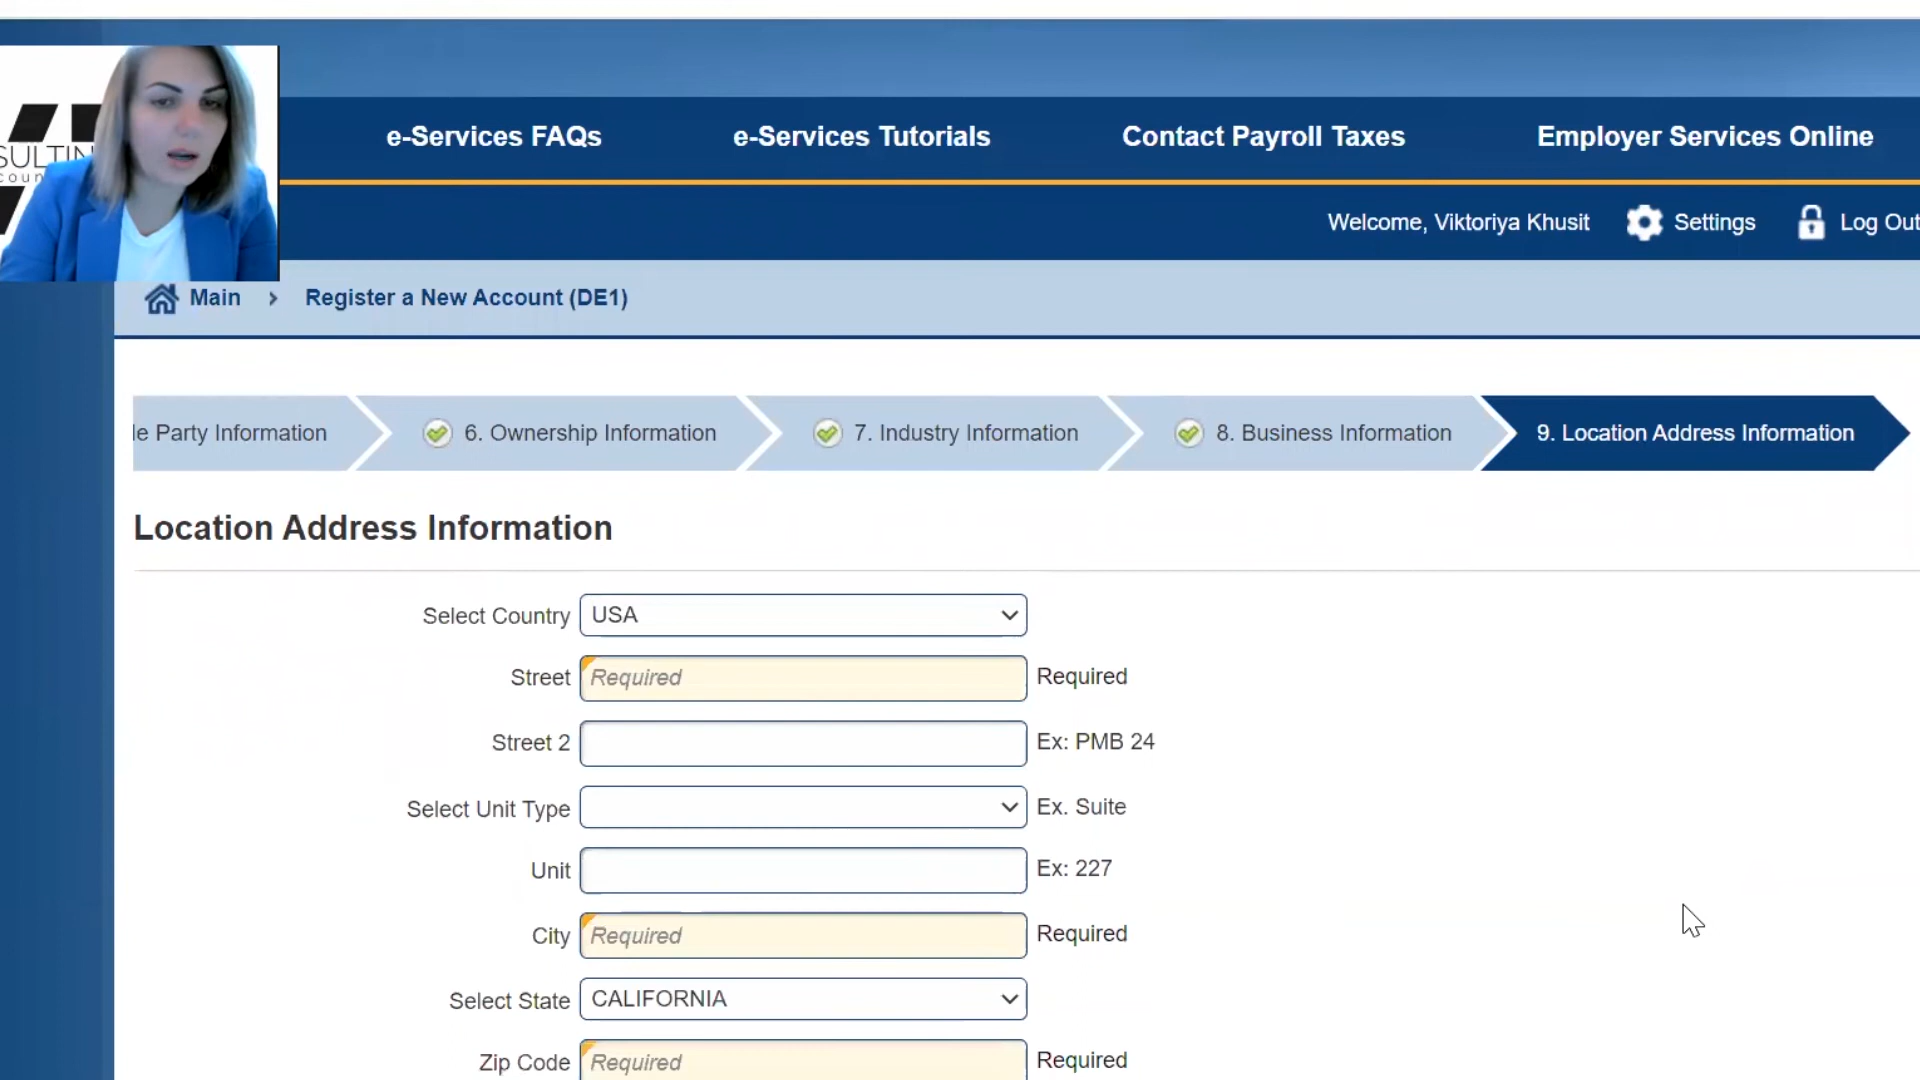 e-Services FAQs
e-Services Tutorials
Contact Payroll Taxes
Employer Services Online
SULTIN
Welcome, Viktoriya Khusit
Settings
Log Out
Main
Register a New Account (DE1)
le Party Information
6. Ownership Information
7. Industry Information
8. Business Information
9. Location Address Information
Location Address Information
Select Country USA
Street Required Required
Street 2 Ex: PMB 24
Select Unit Type Ex. Suite
Unit Ex: 227
City Required Required
Select State CALIFORNIA
Zip Code Required Required